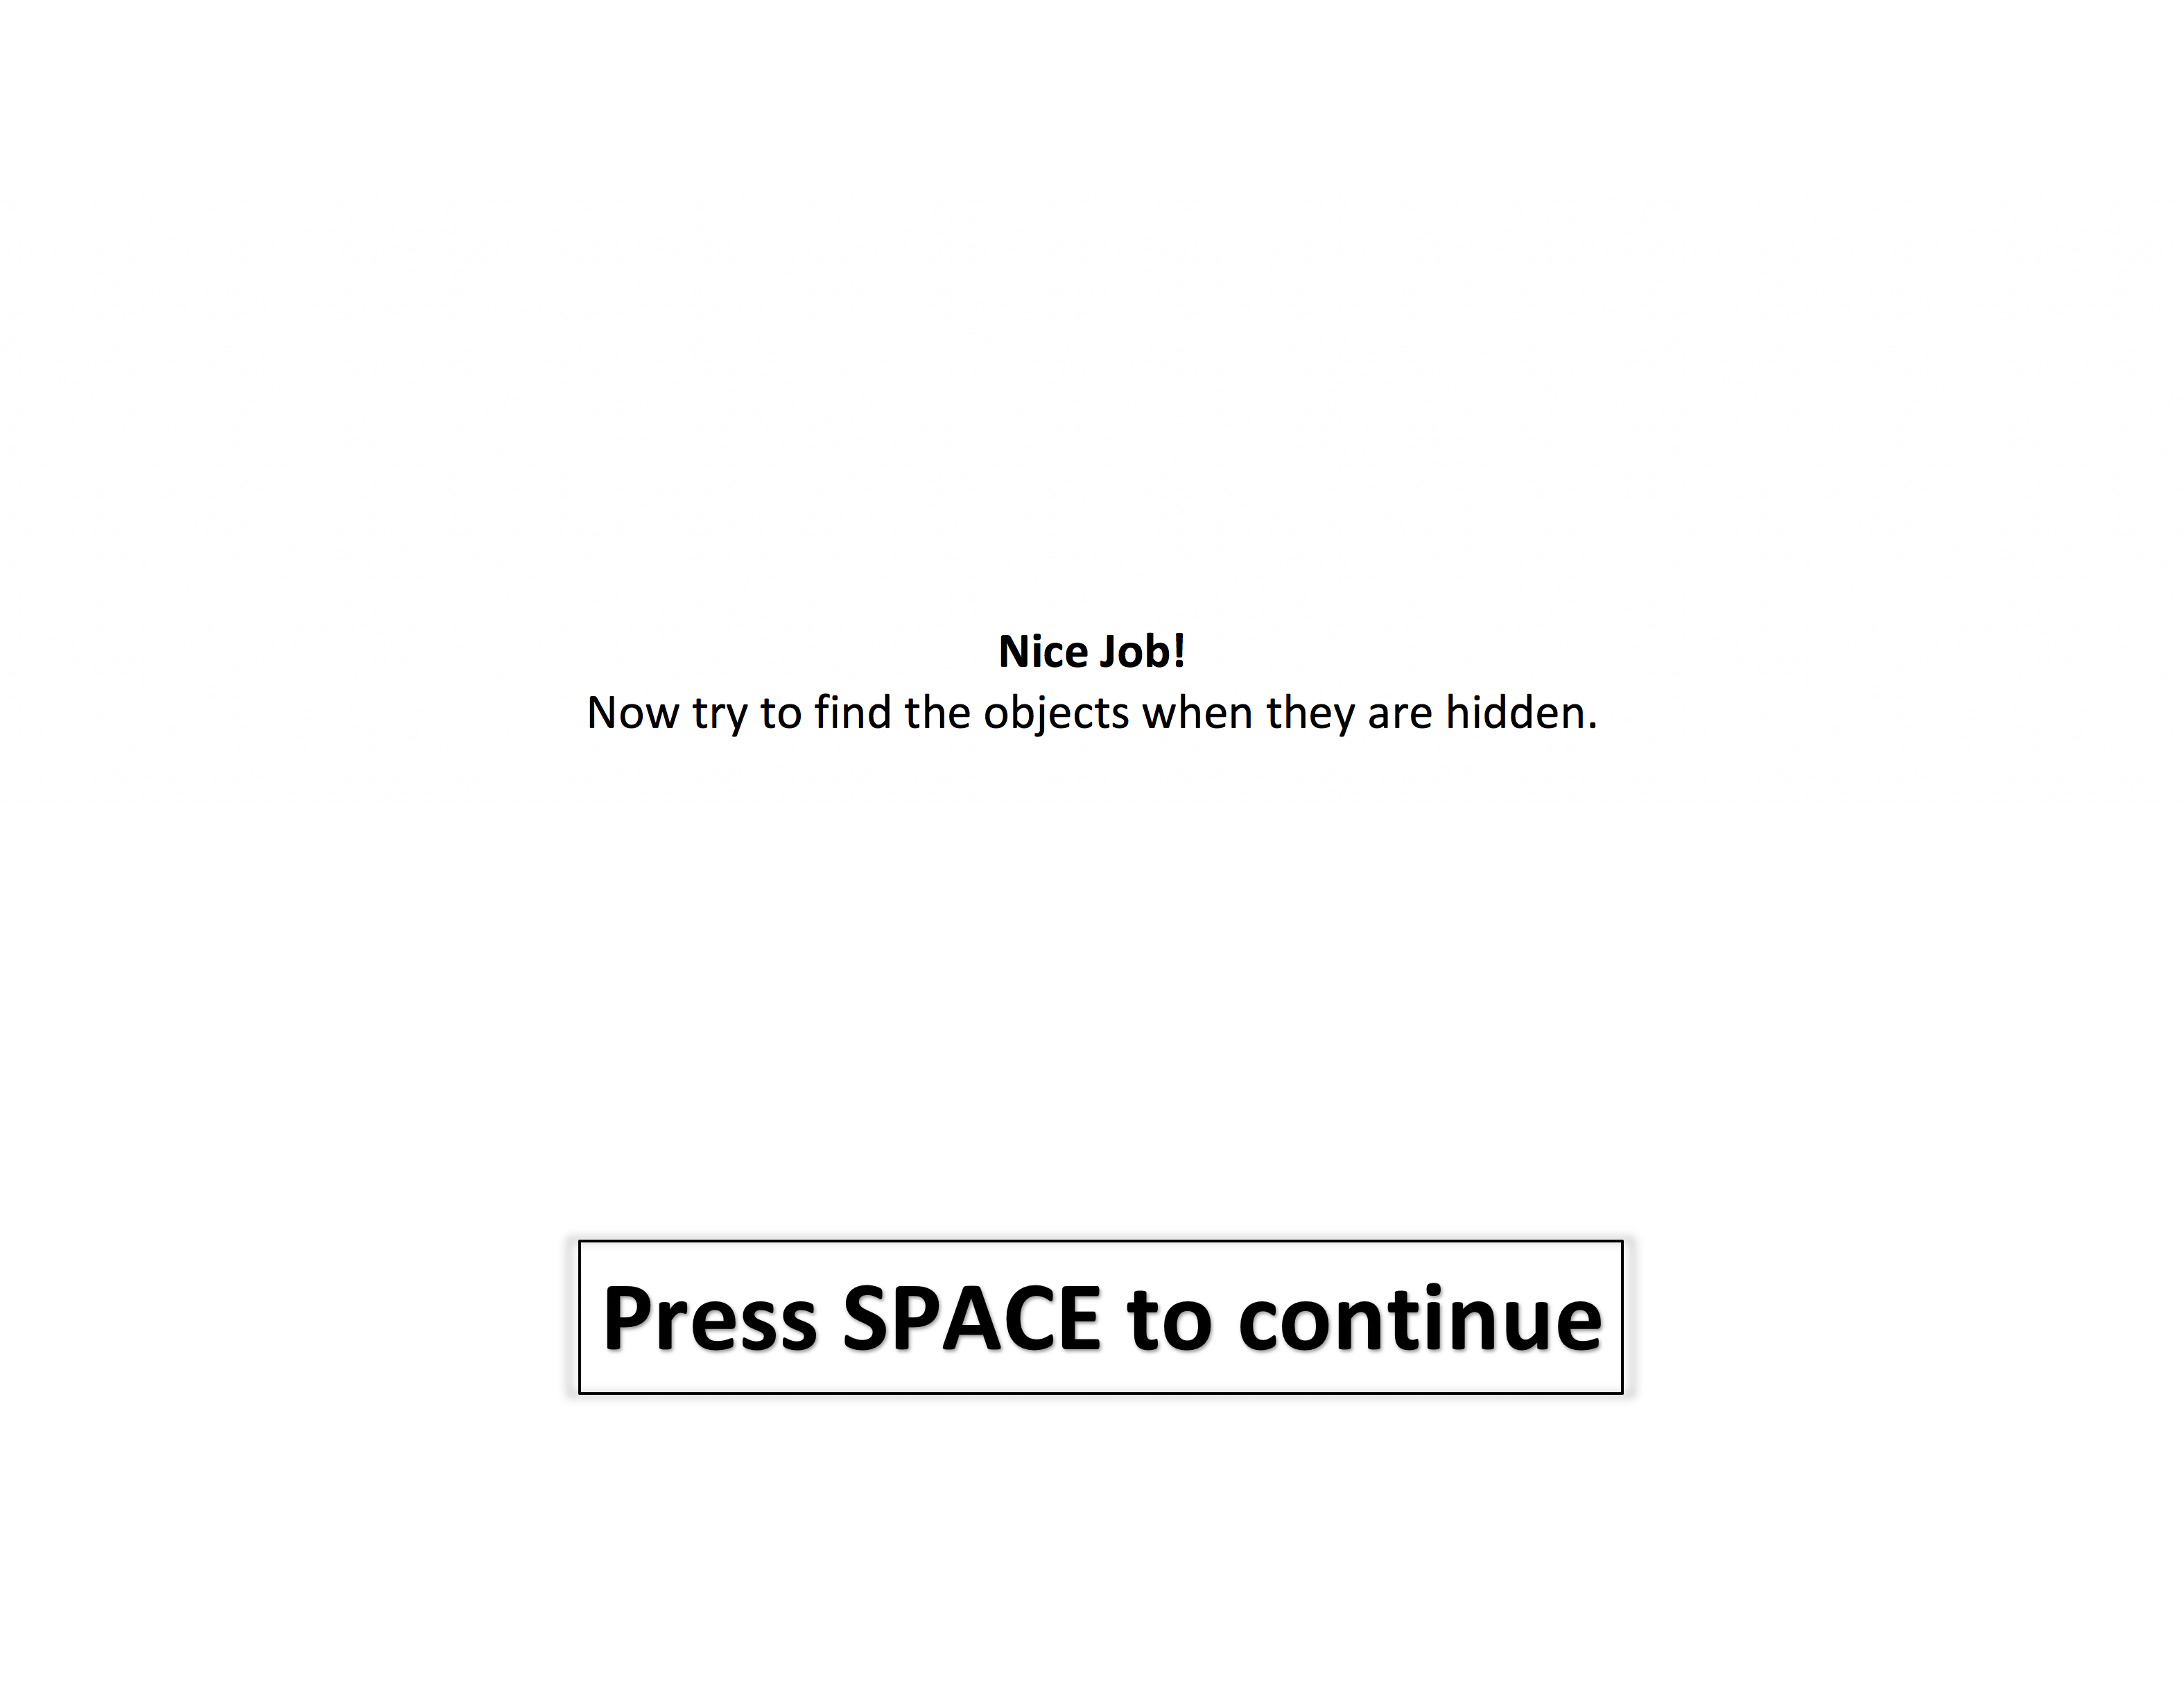 Nice Job!
Now try to find the objects when they are hidden.
Press SPACE to continue